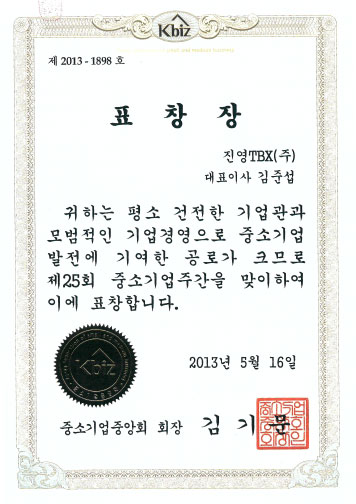 Kbiz
제 2013 - 1898 호
표 창 장
진영TBX(주)
대표이사 김준섭
귀하는 평소 건전한 기업관과
모범적인 기업경영으로 중소기업
발전에 기여한 공로가 크므로
제25회 중소기업주간을 맞이하여
이에 표창합니다.
Kbiz
2013년 5월 16일
중소기업중앙회 회장 김 기 문